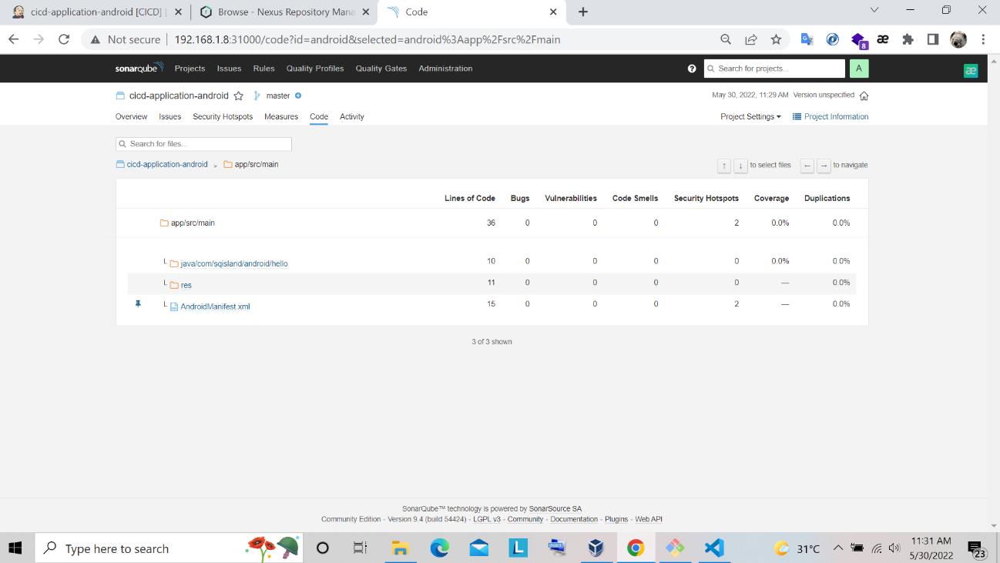 cicd-application-android [CICD] [
Browse - Nexus Repository Mana
Code
Not secure
192.168.1.8:31000/code?id=android&selected=android%3Aapp%2Fsrc%2Fmain
8
sonarqube
Projects
Issues
Rules
Quality Profiles
Quality Gates
Administration
Search for projects...
A
æ
cicd-application-android
master
May 30, 2022, 11:29 AM Version unspecified
Overview
Issues
Security Hotspots
Measures
Code
Activity
Project Settings
Project Information
Search for files...
cicd-application-android > app/src/main
↑ ↓ to select files ← → to navigate
Lines of Code Bugs Vulnerabilities Code Smells Security Hotspots Coverage Duplications
app/src/main 36 0 0 0 2 0.0% 0.0%
java/com/sqisland/android/hello 10 0 0 0 0 0.0% 0.0%
res 11 0 0 0 0 — 0.0%
AndroidManifest.xml 15 0 0 0 2 — 0.0%
3 of 3 shown
SonarQube™ technology is powered by SonarSource SA
Community Edition - Version 9.4 (build 54424) - LGPL v3 - Community - Documentation - Plugins - Web API
Type here to search
L
31°C
11:31 AM
5/30/2022
23